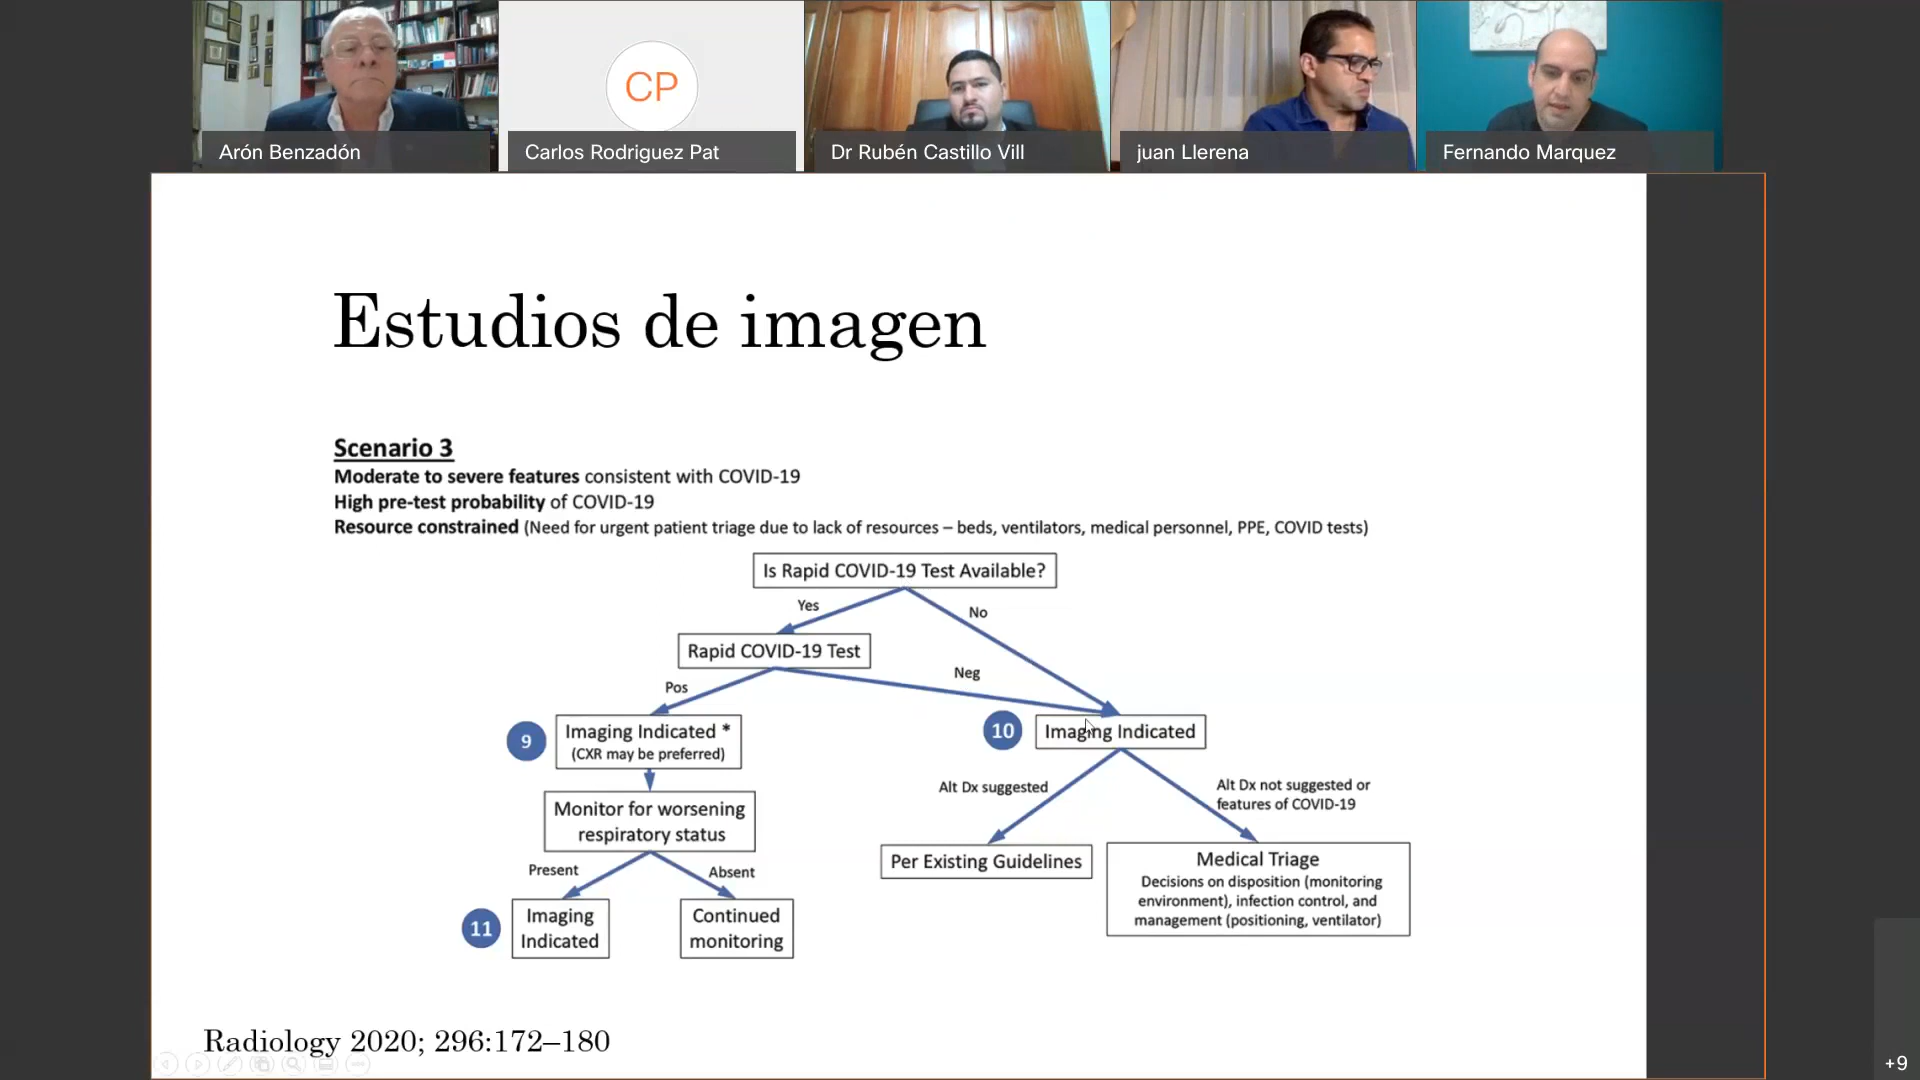 CP
Arón Benzadón
Carlos Rodriguez Pat
Dr Rubén Castillo Vill
juan Llerena
Fernando Marquez
Estudios de imagen
Scenario 3
Moderate to severe features consistent with COVID-19
High pre-test probability of COVID-19
Resource constrained (Need for urgent patient triage due to lack of resources – beds, ventilators, medical personnel, PPE, COVID tests)
Is Rapid COVID-19 Test Available?
Yes
No
Rapid COVID-19 Test
Pos
Neg
9
Imaging Indicated *
(CXR may be preferred)
10
Imaging Indicated
Monitor for worsening
respiratory status
Alt Dx suggested
Alt Dx not suggested or
features of COVID-19
Present
Absent
Per Existing Guidelines
Medical Triage
Decisions on disposition (monitoring
environment), infection control, and
management (positioning, ventilator)
11
Imaging
Indicated
Continued
monitoring
Radiology 2020; 296:172–180
+9